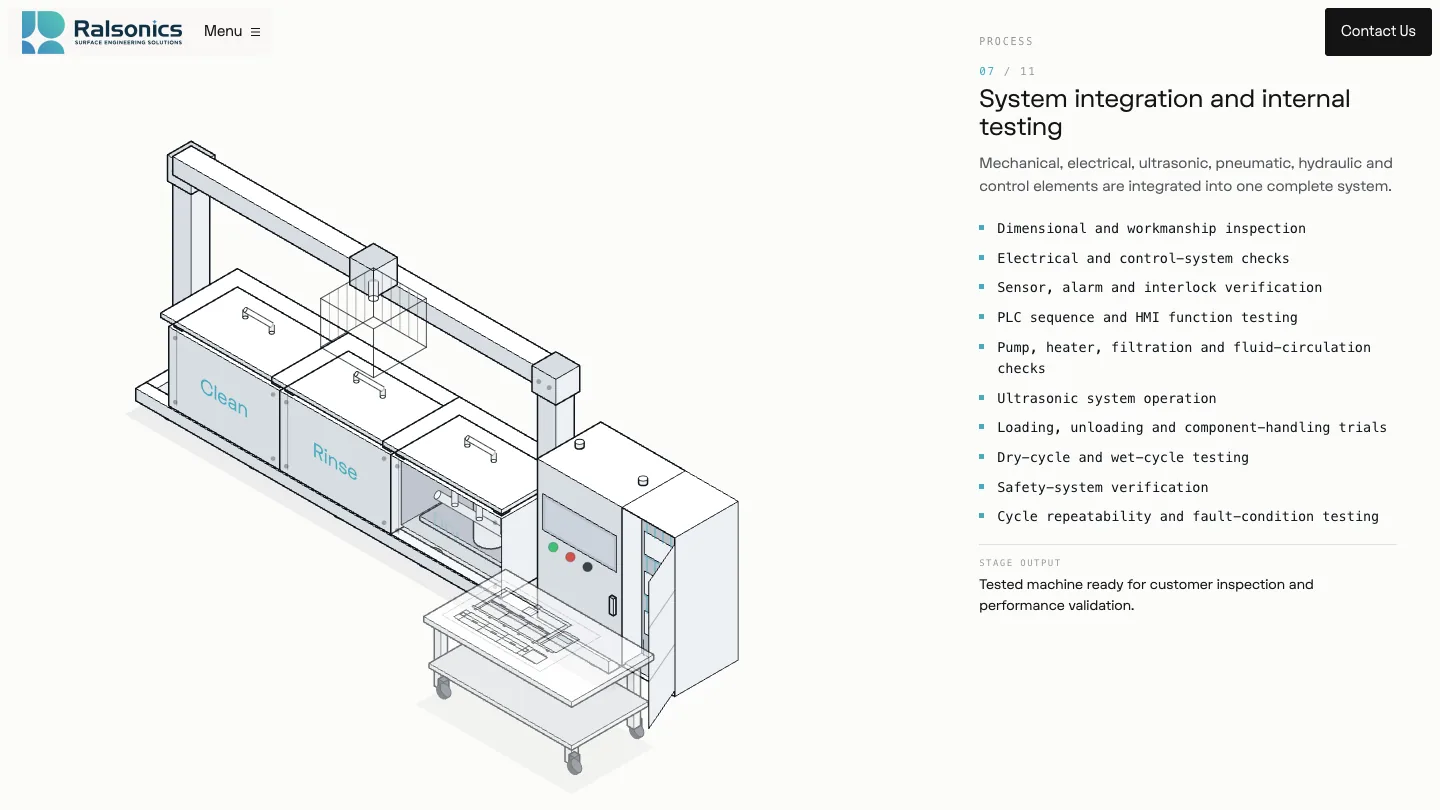 Ralsonics
SURFACE ENGINEERING SOLUTIONS
Menu
Contact Us
PROCESS
07 / 11
System integration and internal
testing
Mechanical, electrical, ultrasonic, pneumatic, hydraulic and
control elements are integrated into one complete system.
Dimensional and workmanship inspection
Electrical and control-system checks
Sensor, alarm and interlock verification
PLC sequence and HMI function testing
Pump, heater, filtration and fluid-circulation
checks
Ultrasonic system operation
Loading, unloading and component-handling trials
Dry-cycle and wet-cycle testing
Safety-system verification
Cycle repeatability and fault-condition testing
STAGE OUTPUT
Tested machine ready for customer inspection and
performance validation.
Clean
Rinse